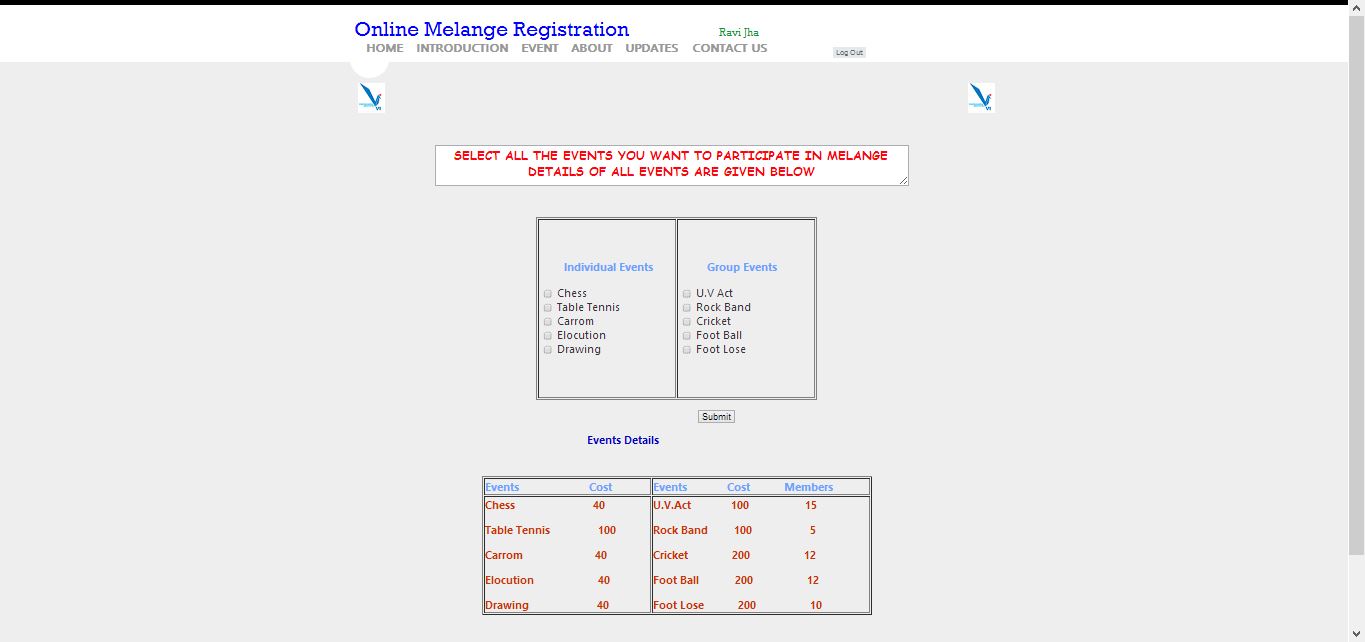 Online Melange Registration
Ravi Jha
HOME INTRODUCTION EVENT ABOUT UPDATES CONTACT US
Log Out
SELECT ALL THE EVENTS YOU WANT TO PARTICIPATE IN MELANGE
DETAILS OF ALL EVENTS ARE GIVEN BELOW
Individual Events
Chess
Table Tennis
Carrom
Elocution
Drawing
Group Events
U.V Act
Rock Band
Cricket
Foot Ball
Foot Lose
Submit
Events Details
Events Cost Events Cost Members
Chess 40 U.V.Act 100 15
Table Tennis 100 Rock Band 100 5
Carrom 40 Cricket 200 12
Elocution 40 Foot Ball 200 12
Drawing 40 Foot Lose 200 10